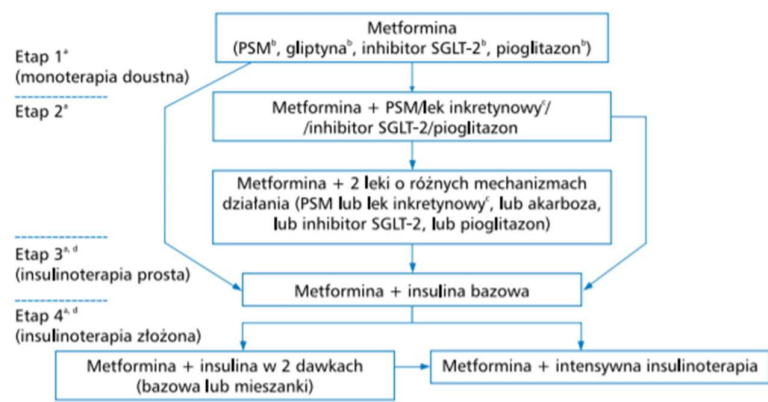 Metformina
(PSMᵇ, gliptynaᵇ, inhibitor SGLT-2ᵇ, pioglitazonᵇ)
Etap 1ᵃ
(monoterapia doustna)
Etap 2ᵃ
Metformina + PSM/lek inkretynowyᶜ/
/inhibitor SGLT-2/pioglitazon
Metformina + 2 leki o różnych mechanizmach
działania (PSM lub lek inkretynowyᶜ, lub akarboza,
lub inhibitor SGLT-2, lub pioglitazon)
Etap 3ᵃ, ᵈ
(insulinoterapia prosta)
Metformina + insulina bazowa
Etap 4ᵃ, ᵈ
(insulinoterapia złożona)
Metformina + insulina w 2 dawkach
(bazowa lub mieszanki)
Metformina + intensywna insulinoterapia